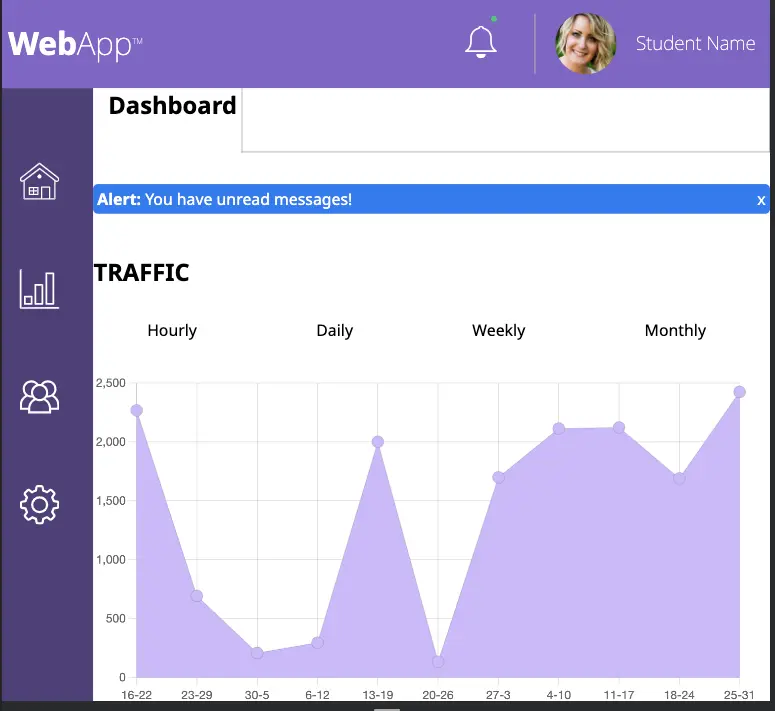 WebApp™
Student Name
Dashboard
Alert: You have unread messages!
x
TRAFFIC
Hourly Daily Weekly Monthly
2,500
2,000
1,500
1,000
500
0
16-22 23-29 30-5 6-12 13-19 20-26 27-3 4-10 11-17 18-24 25-31